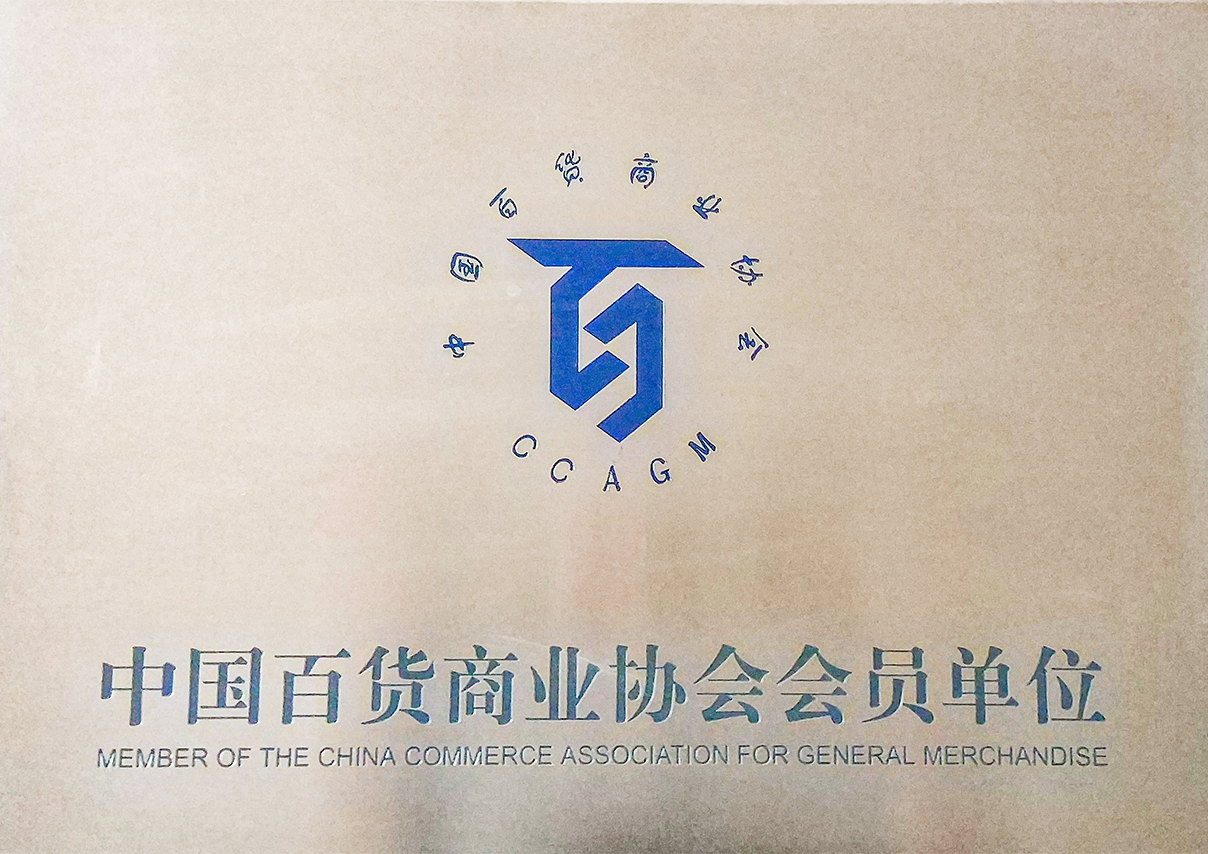 中国百货商业协会
CCAGM
中国百货商业协会会员单位
MEMBER OF THE CHINA COMMERCE ASSOCIATION FOR GENERAL MERCHANDISE